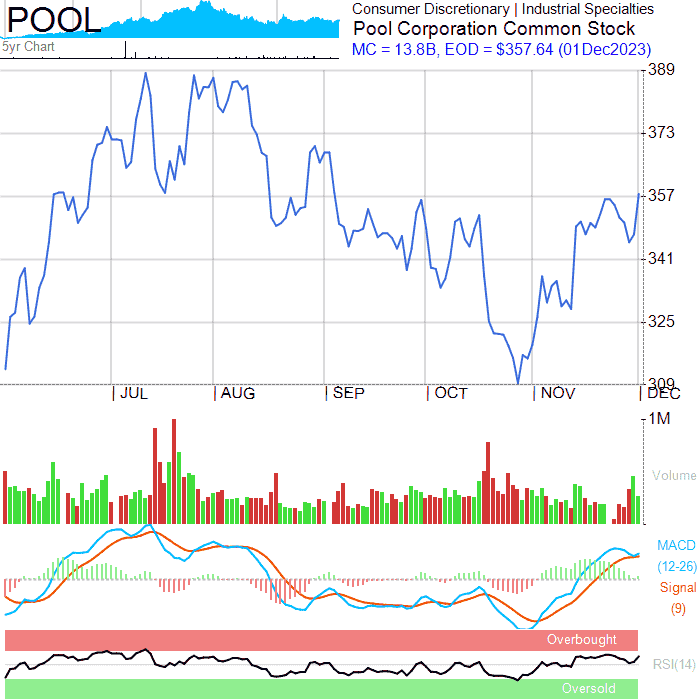 POOL
5yr Chart
Consumer Discretionary | Industrial Specialties
Pool Corporation Common Stock
MC = 13.8B, EOD = $357.64 (01Dec2023)
389
373
357
341
325
309
JUL AUG SEP OCT NOV DEC
1M
Volume
MACD
(12-26)
Signal
(9)
Overbought
RSI(14)
Oversold